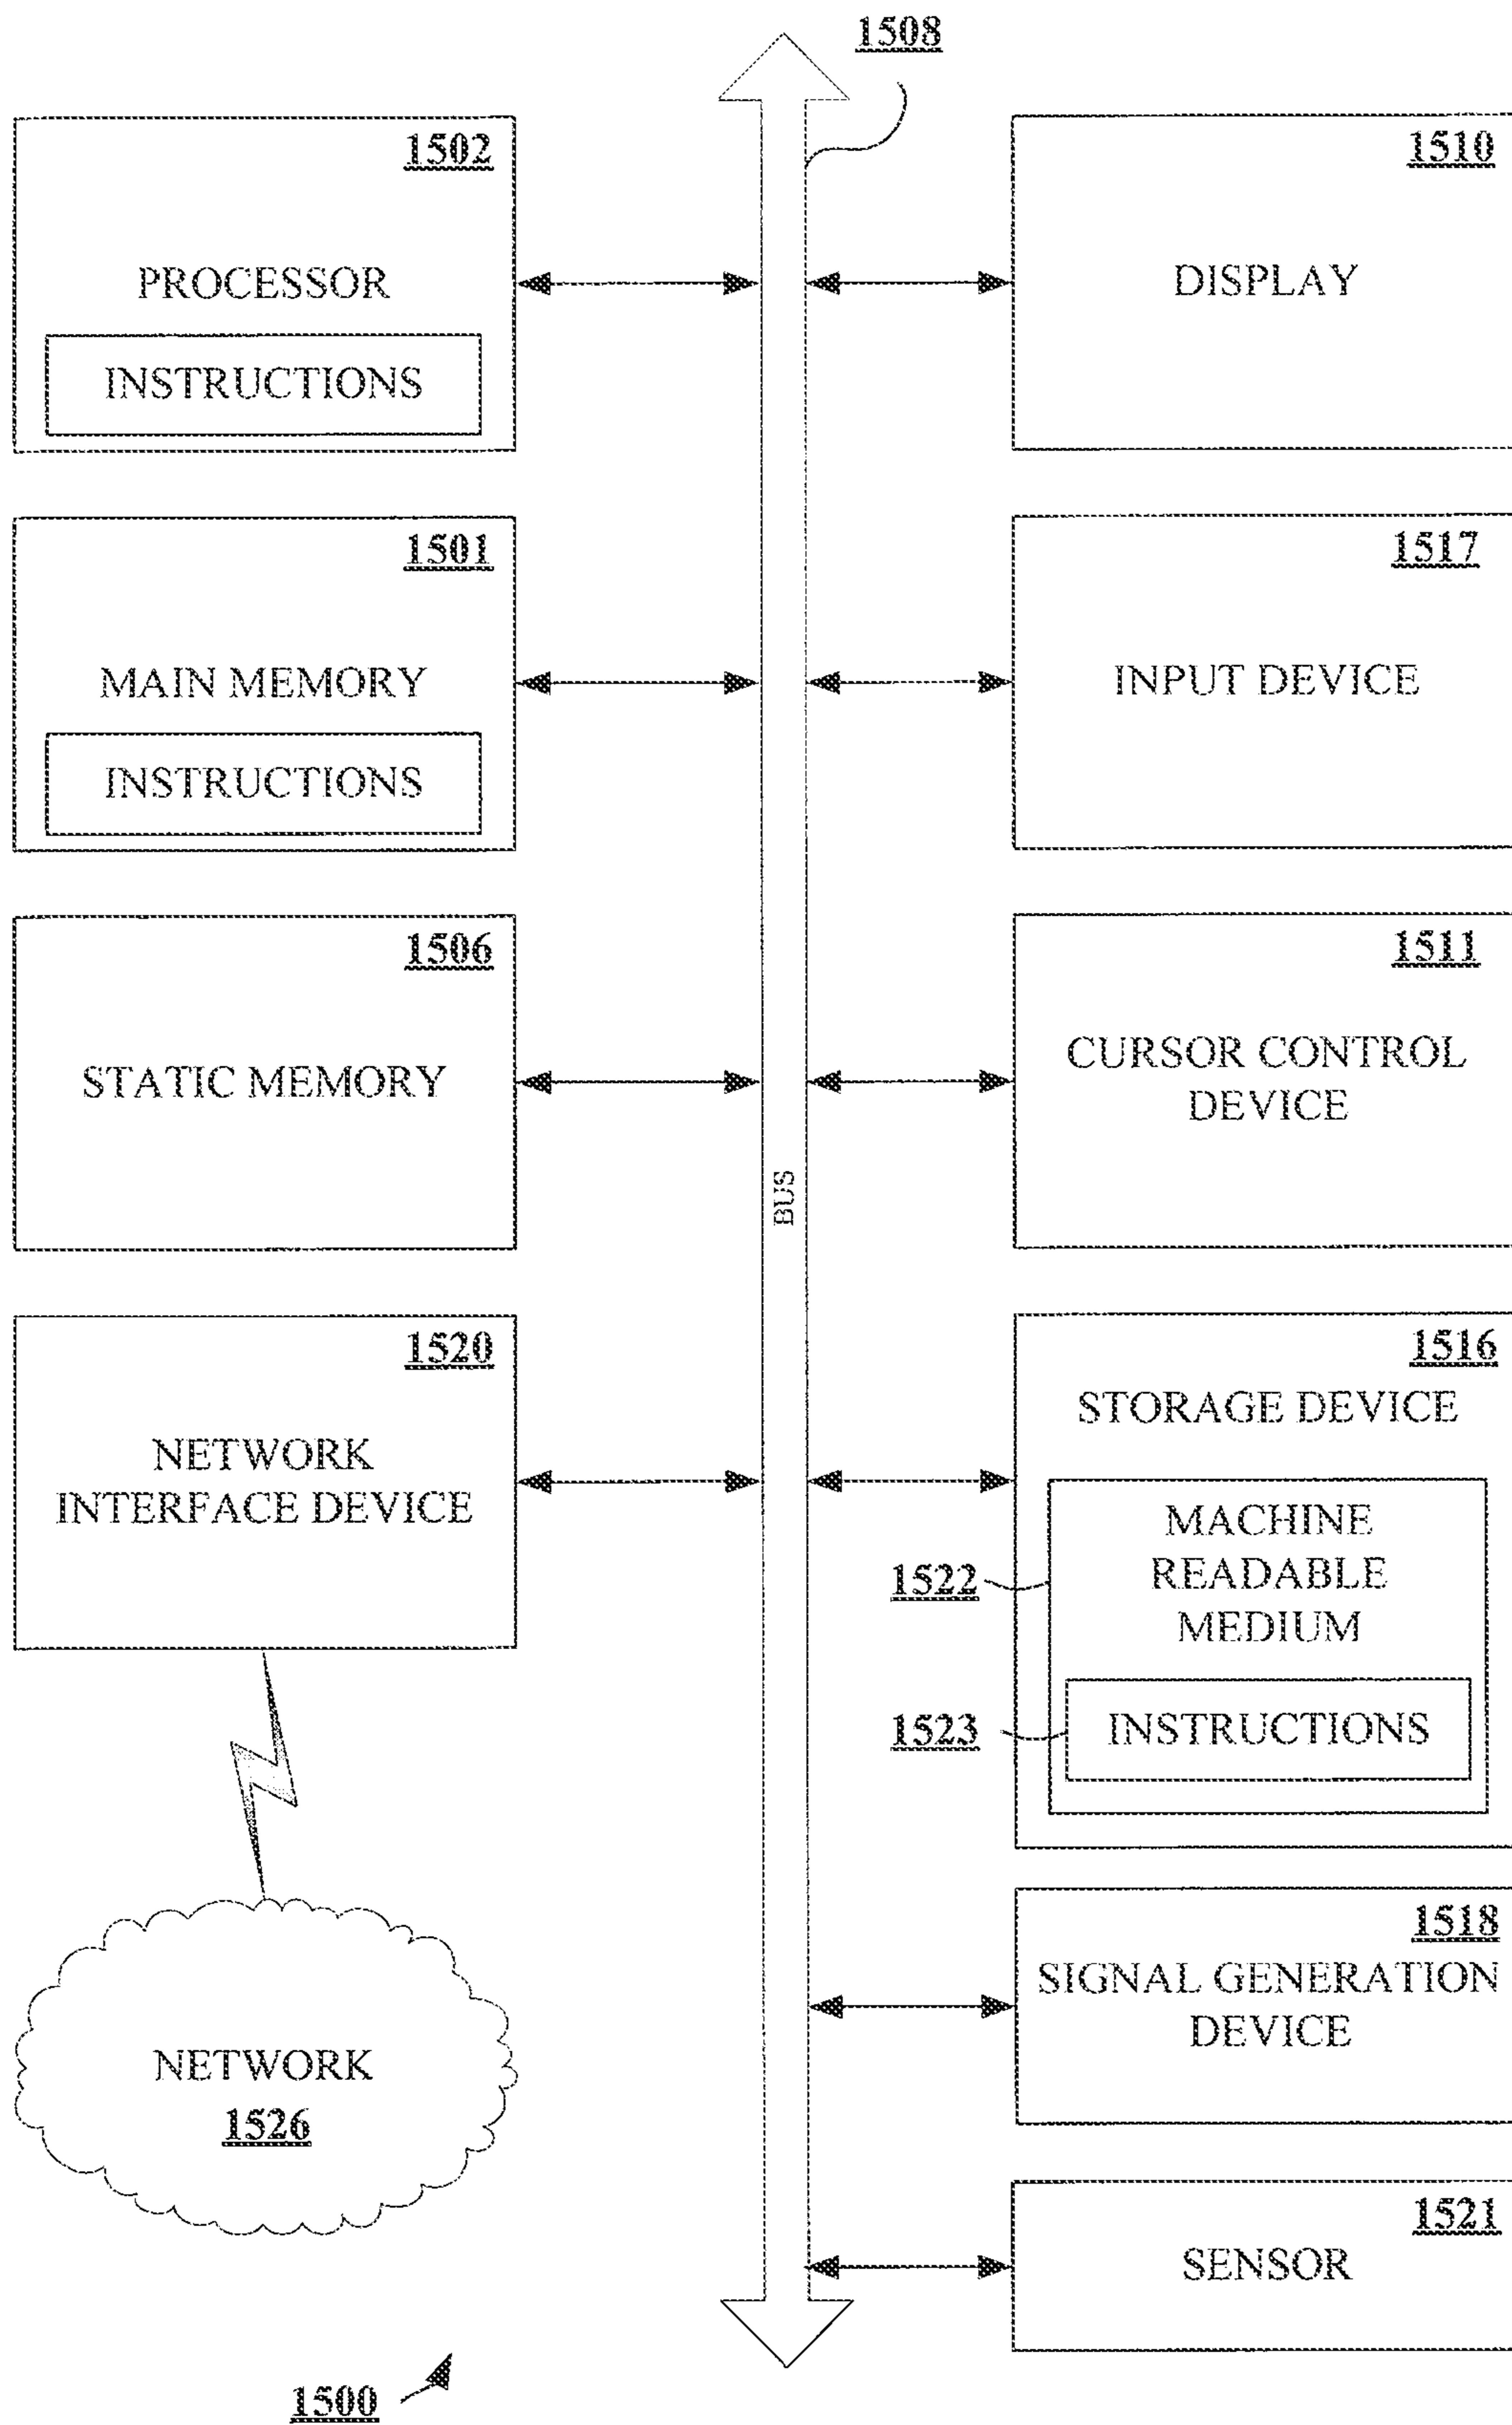 1508
1502
PROCESSOR
INSTRUCTIONS
1501
MAIN MEMORY
INSTRUCTIONS
1506
STATIC MEMORY
1520
NETWORK
INTERFACE DEVICE
NETWORK
1526
1500
BUS
1510
DISPLAY
1517
INPUT DEVICE
1511
CURSOR CONTROL
DEVICE
1516
STORAGE DEVICE
1522
MACHINE
READABLE
MEDIUM
1523
INSTRUCTIONS
1518
SIGNAL GENERATION
DEVICE
1521
SENSOR